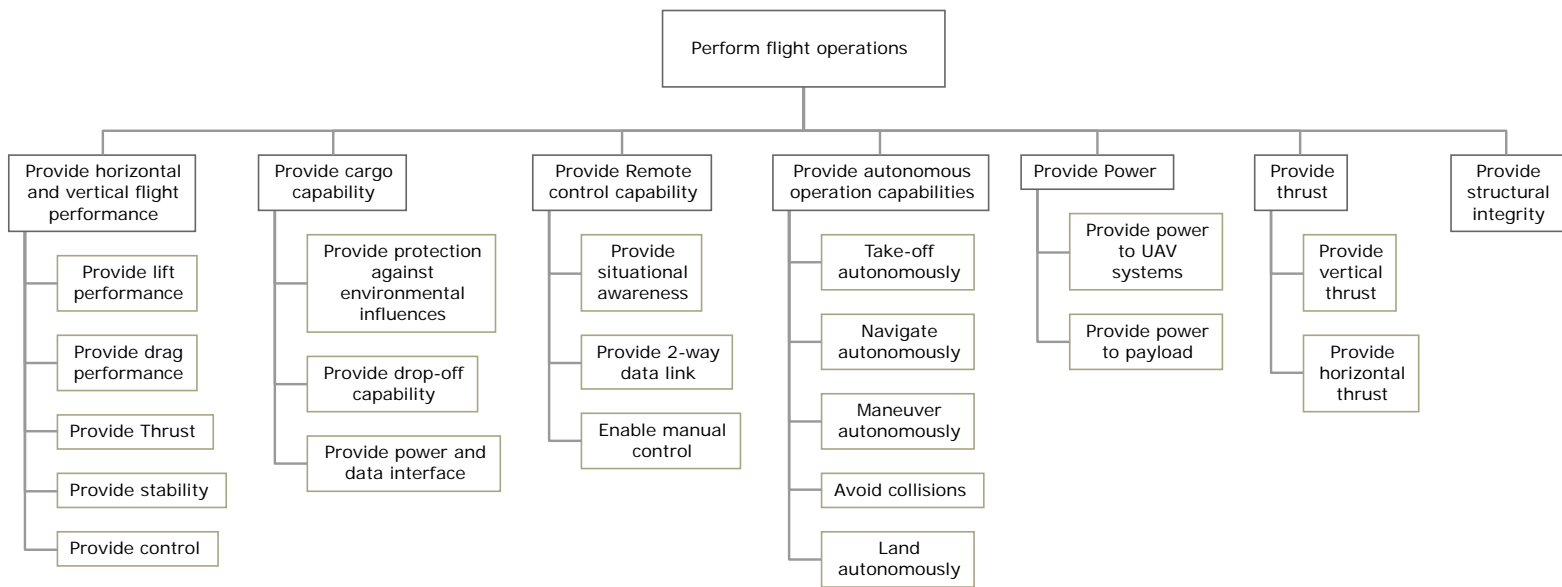 Perform flight operations
Provide horizontal
and vertical flight
performance
Provide lift
performance
Provide drag
performance
Provide Thrust
Provide stability
Provide control
Provide cargo
capability
Provide protection
against
environmental
influences
Provide drop-off
capability
Provide power and
data interface
Provide Remote
control capability
Provide
situational
awareness
Provide 2-way
data link
Enable manual
control
Provide autonomous
operation capabilities
Take-off
autonomously
Navigate
autonomously
Maneuver
autonomously
Avoid collisions
Land
autonomously
Provide Power
Provide power
to UAV
systems
Provide power
to payload
Provide
thrust
Provide
vertical
thrust
Provide
horizontal
thrust
Provide
structural
integrity